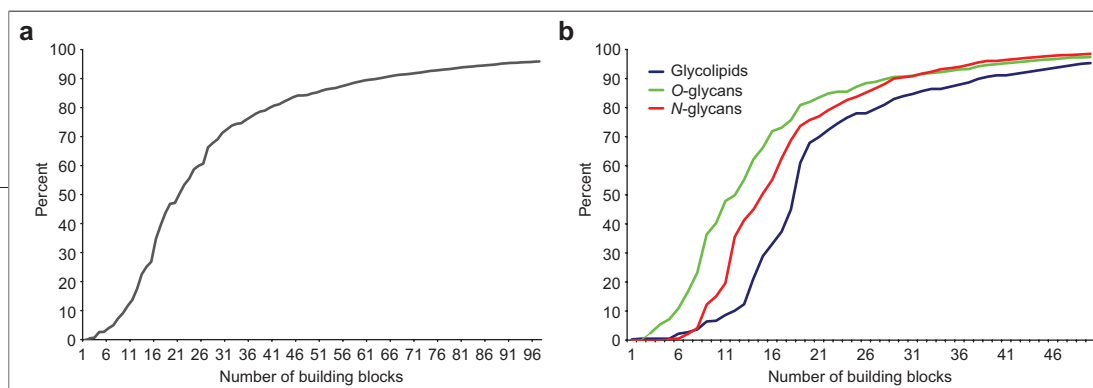 a
100
90
80
70
60
50
40
30
20
10
0
Percent
1 6 11 16 21 26 31 36 41 46 51 56 61 66 71 76 81 86 91 96
Number of building blocks
b
100
90
80
70
60
50
40
30
20
10
0
Percent
Glycolipids
O-glycans
N-glycans
1 6 11 16 21 26 31 36 41 46
Number of building blocks